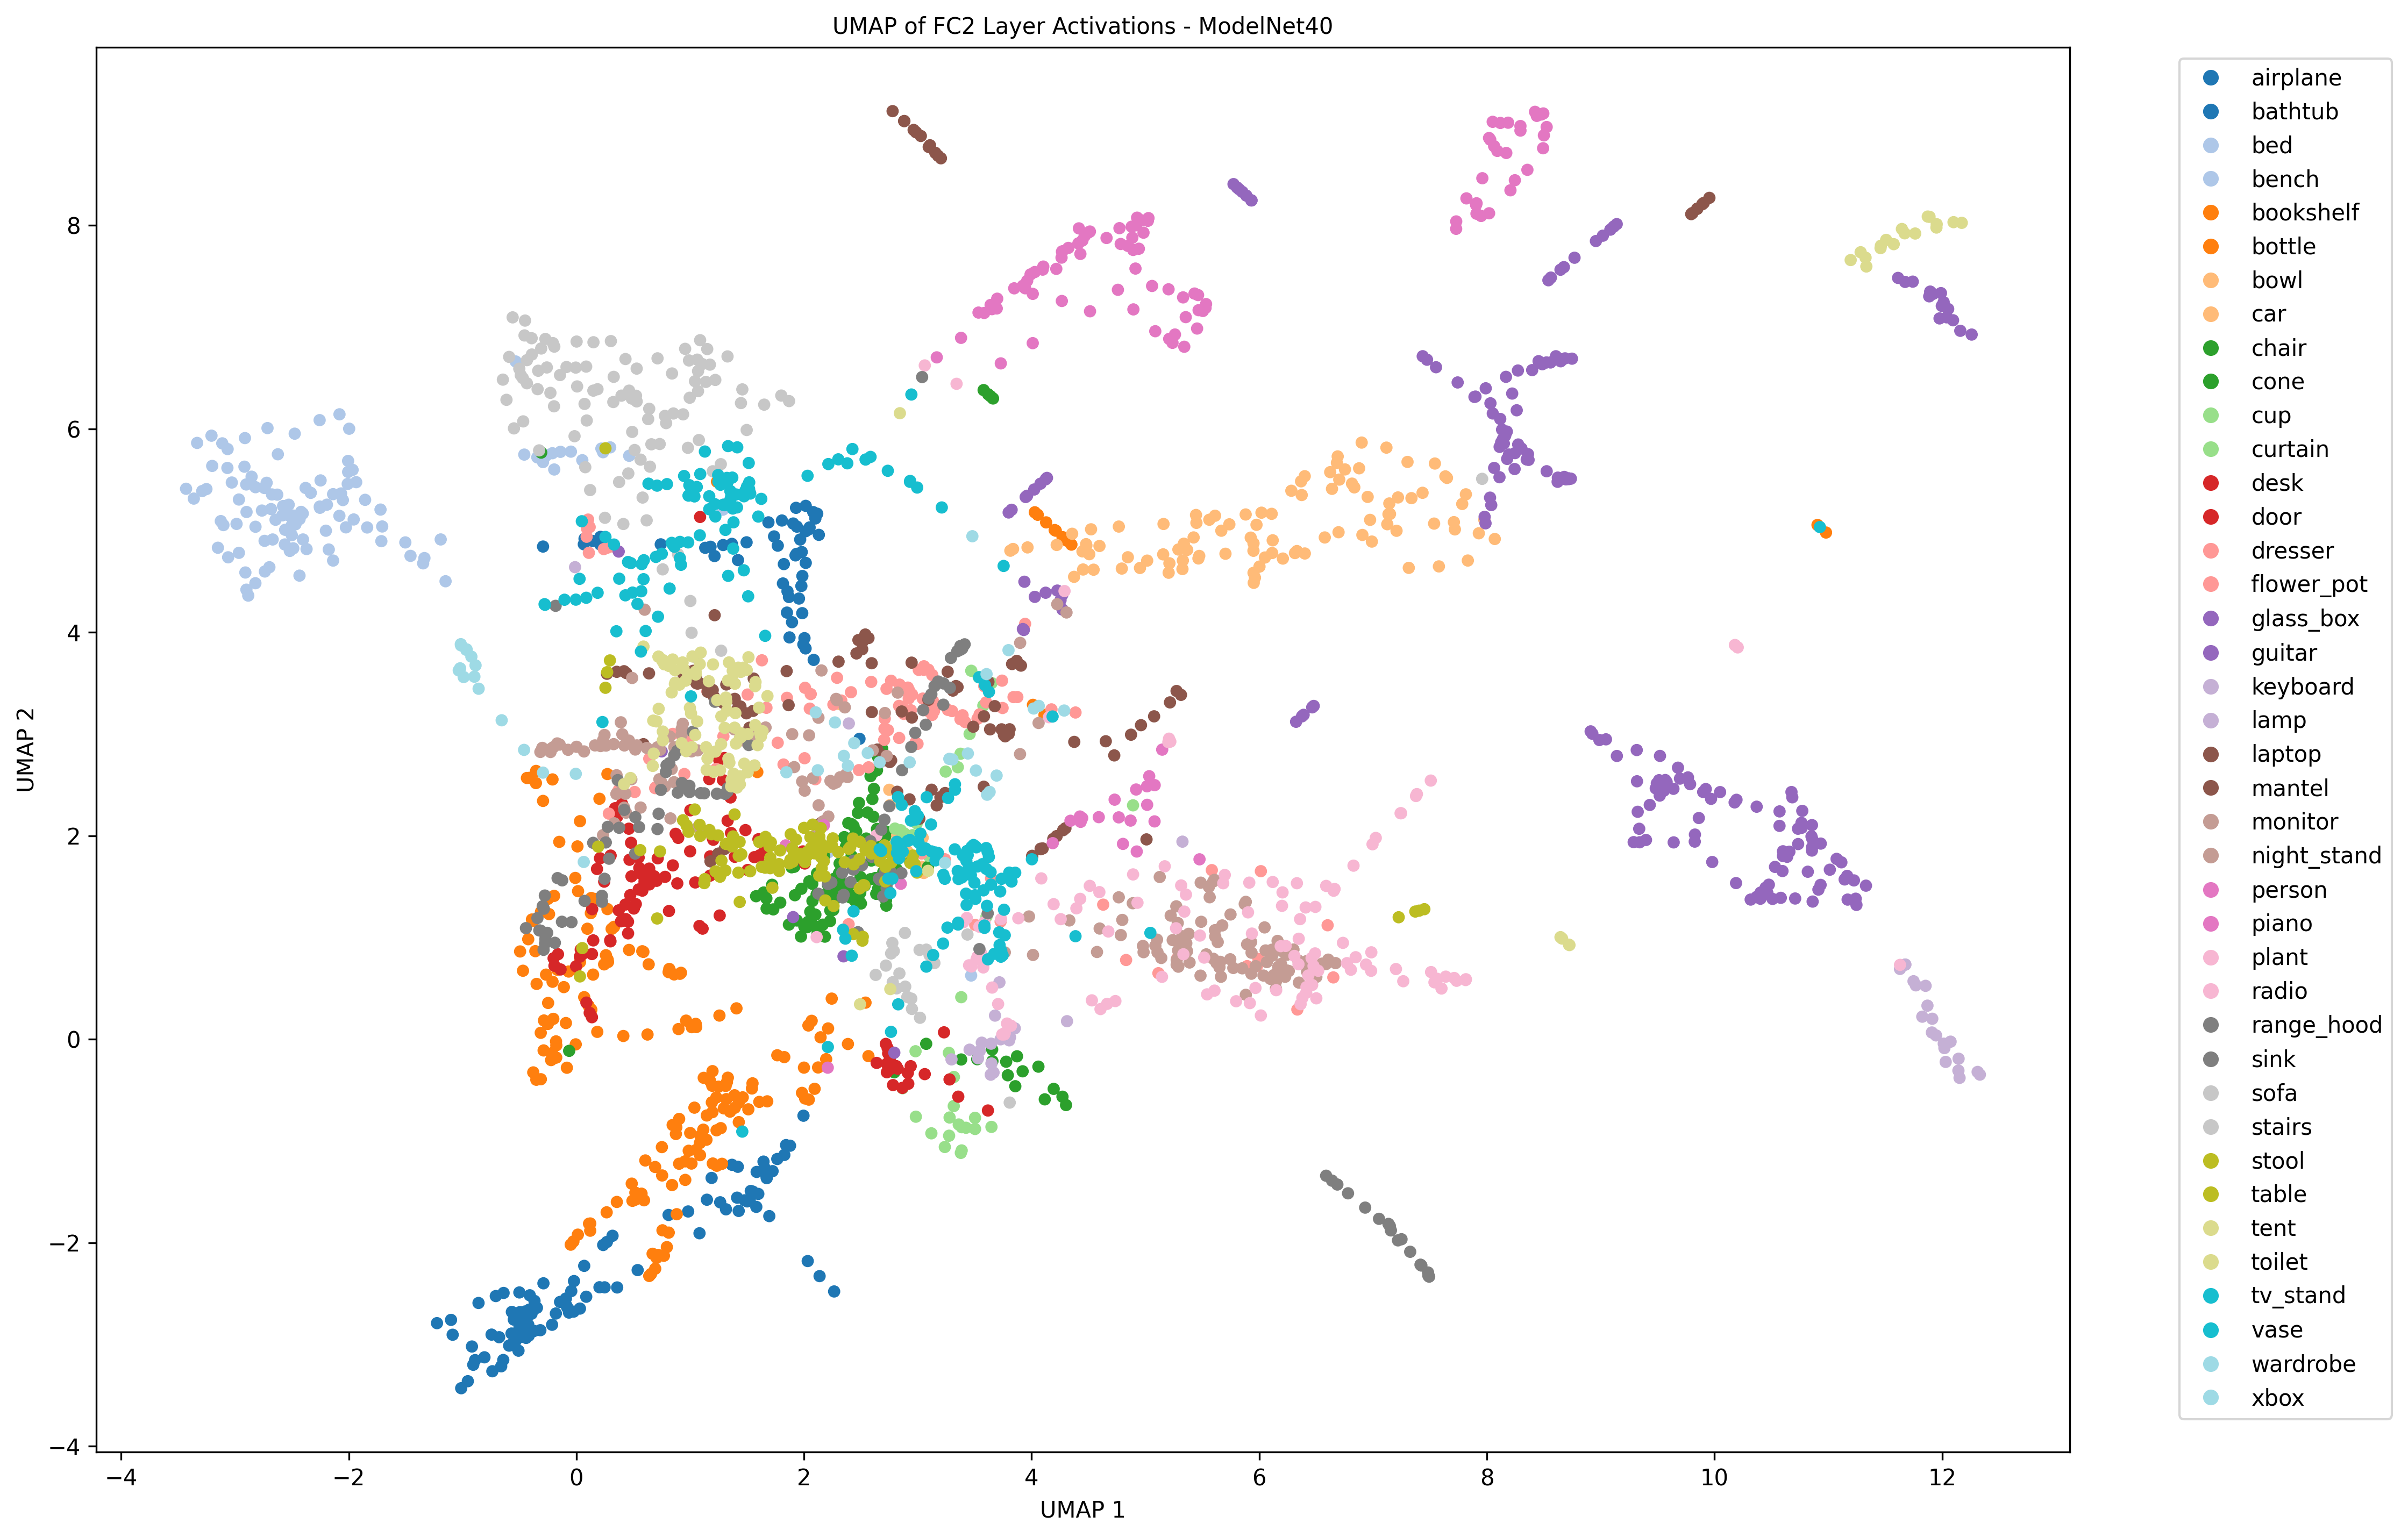 UMAP of FC2 Layer Activations - ModelNet40
8
6
4
2
0
−2
−4
UMAP 2
−4 −2 0 2 4 6 8 10 12
UMAP 1
airplane
bathtub
bed
bench
bookshelf
bottle
bowl
car
chair
cone
cup
curtain
desk
door
dresser
flower_pot
glass_box
guitar
keyboard
lamp
laptop
mantel
monitor
night_stand
person
piano
plant
radio
range_hood
sink
sofa
stairs
stool
table
tent
toilet
tv_stand
vase
wardrobe
xbox